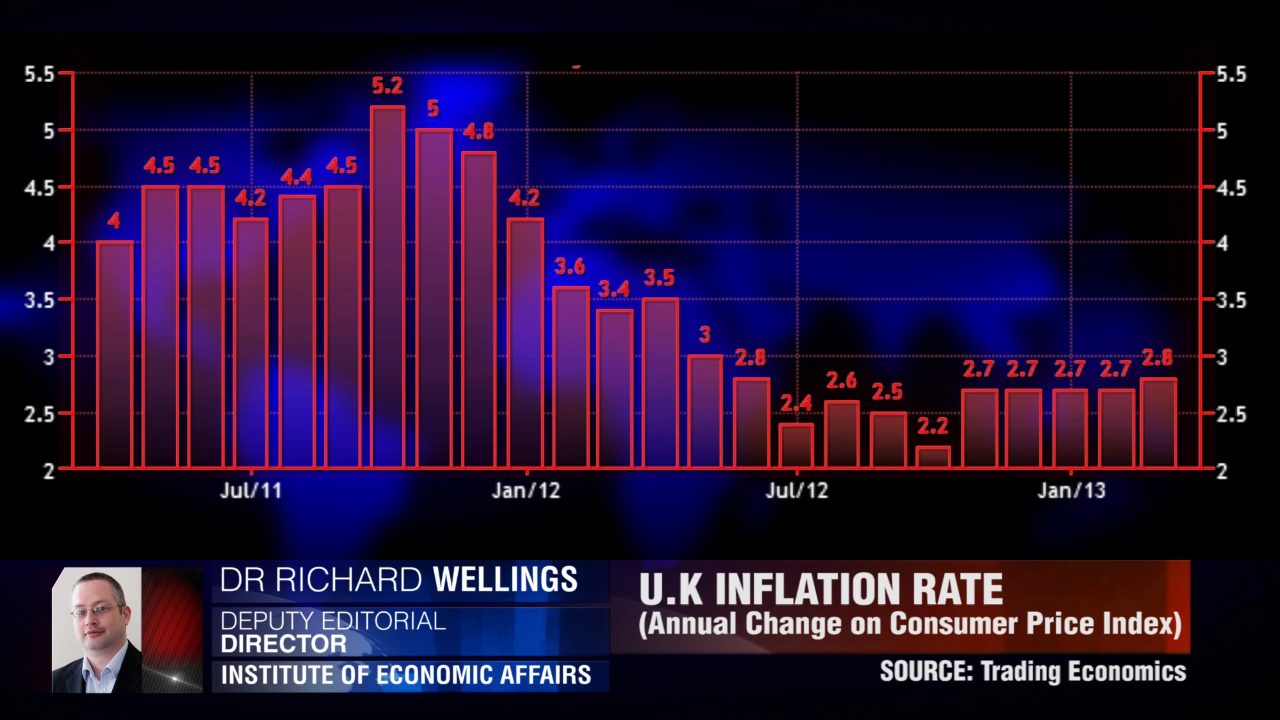 5.5 5.5
5.2
5 5 5
4.8
4.5 4.5 4.5 4.5 4.5
4.4
4.2 4.2
4 4 4
3.6
3.5 3.5 3.5
3.4
3 3 3
2.8 2.8
2.7 2.7 2.7 2.7
2.6
2.5 2.5 2.5
2.4
2.2
2 2
Jul/11 Jan/12 Jul/12 Jan/13
DR RICHARD WELLINGS
DEPUTY EDITORIAL
DIRECTOR
INSTITUTE OF ECONOMIC AFFAIRS
U.K INFLATION RATE
(Annual Change on Consumer Price Index)
SOURCE: Trading Economics